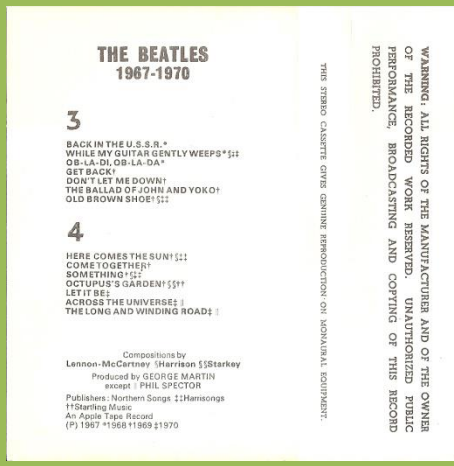 THE BEATLES
1967-1970
3
BACK IN THE U.S.S.R.*
WHILE MY GUITAR GENTLY WEEPS*§‡‡
OB-LA-DI, OB-LA-DA*
GET BACK†
DON'T LET ME DOWN†
THE BALLAD OF JOHN AND YOKO†
OLD BROWN SHOE†§‡‡
4
HERE COMES THE SUN†§‡‡
COME TOGETHER†
SOMETHING†§‡‡
OCTUPUS'S GARDEN†§§††
LET IT BE‡
ACROSS THE UNIVERSE‡ ||
THE LONG AND WINDING ROAD‡ ||
Compositions by
Lennon-McCartney §Harrison §§Starkey
Produced by GEORGE MARTIN
except || PHIL SPECTOR
Publishers: Northern Songs ‡‡Harrisongs
††Startling Music
An Apple Tape Record
(P) 1967 *1968 †1969 ‡1970
THIS STEREO CASSETTE GIVES GENUINE REPRODUCTION ON MONAURAL EQUIPMENT.
WARNING: ALL RIGHTS OF THE MANUFACTURER AND OF THE OWNER
OF THE RECORDED WORK RESERVED. UNAUTHORIZED PUBLIC
PERFORMANCE, BROADCASTING AND COPYING OF THIS RECORD
PROHIBITED.